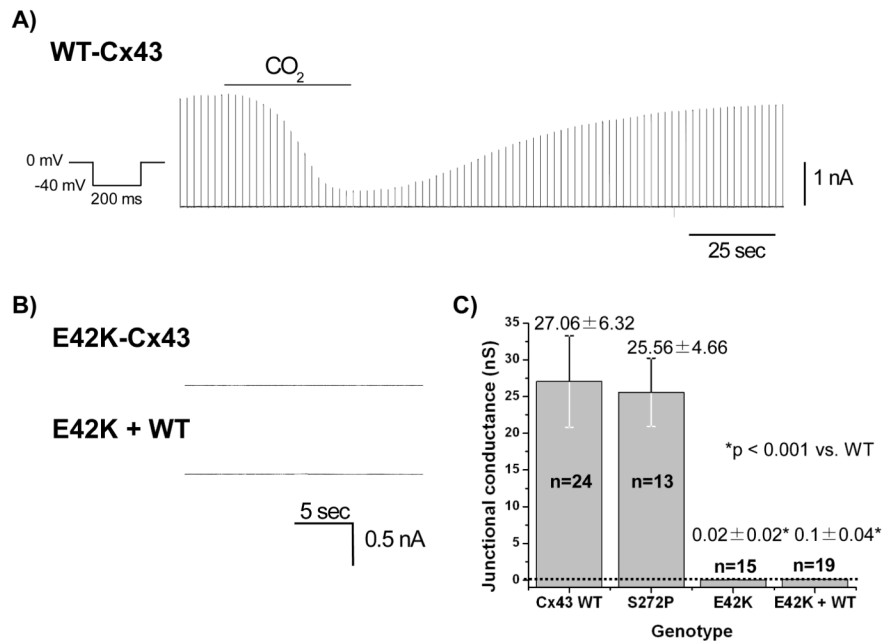 A)
WT-Cx43
CO2
0 mV
-40 mV
200 ms
1 nA
25 sec
B)
E42K-Cx43
E42K + WT
5 sec
0.5 nA
C)
Junctional conductance (nS)
35
30
25
20
15
10
5
0
27.06±6.32
25.56±4.66
*p < 0.001 vs. WT
n=24
n=13
0.02±0.02* 0.1±0.04*
n=15
n=19
Cx43 WT
S272P
E42K
E42K + WT
Genotype